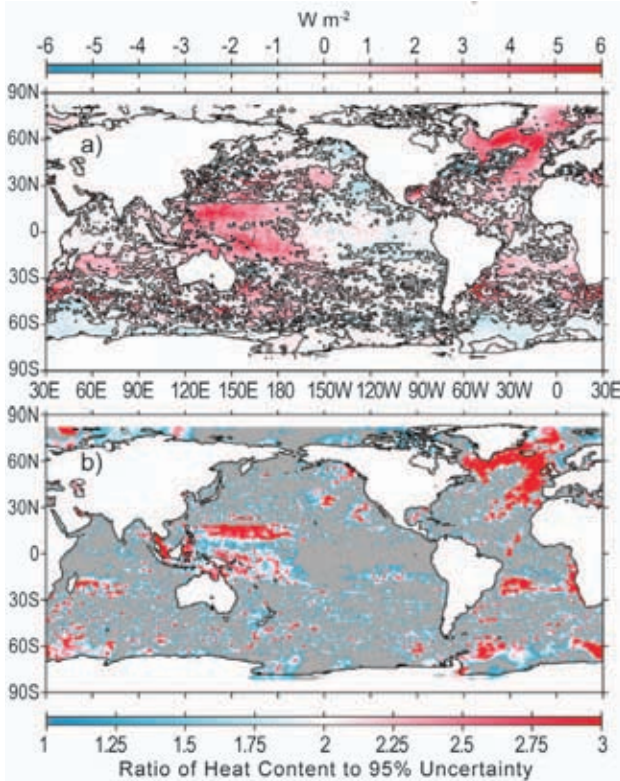 W m-2
-6 -5 -4 -3 -2 -1 0 1 2 3 4 5 6
90N
60N
a)
30N
0
30S
60S
90S
30E 60E 90E 120E 150E 180 150W 120W 90W 60W 30W 0 30E
90N
60N
b)
30N
0
30S
60S
90S
1 1.25 1.5 1.75 2 2.25 2.5 2.75 3
Ratio of Heat Content to 95% Uncertainty